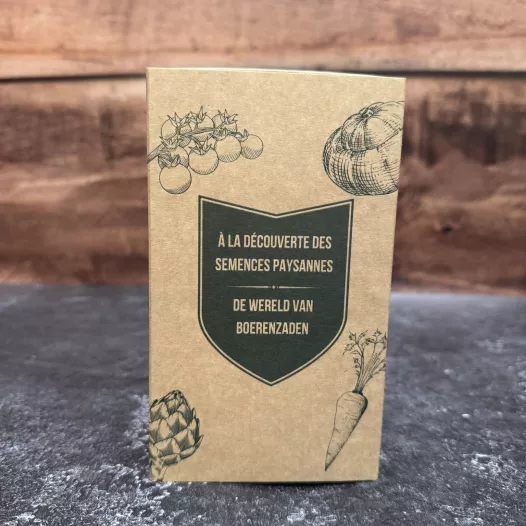 À LA DÉCOUVERTE DES
SEMENCES PAYSANNES
DE WERELD VAN
BOERENZADEN